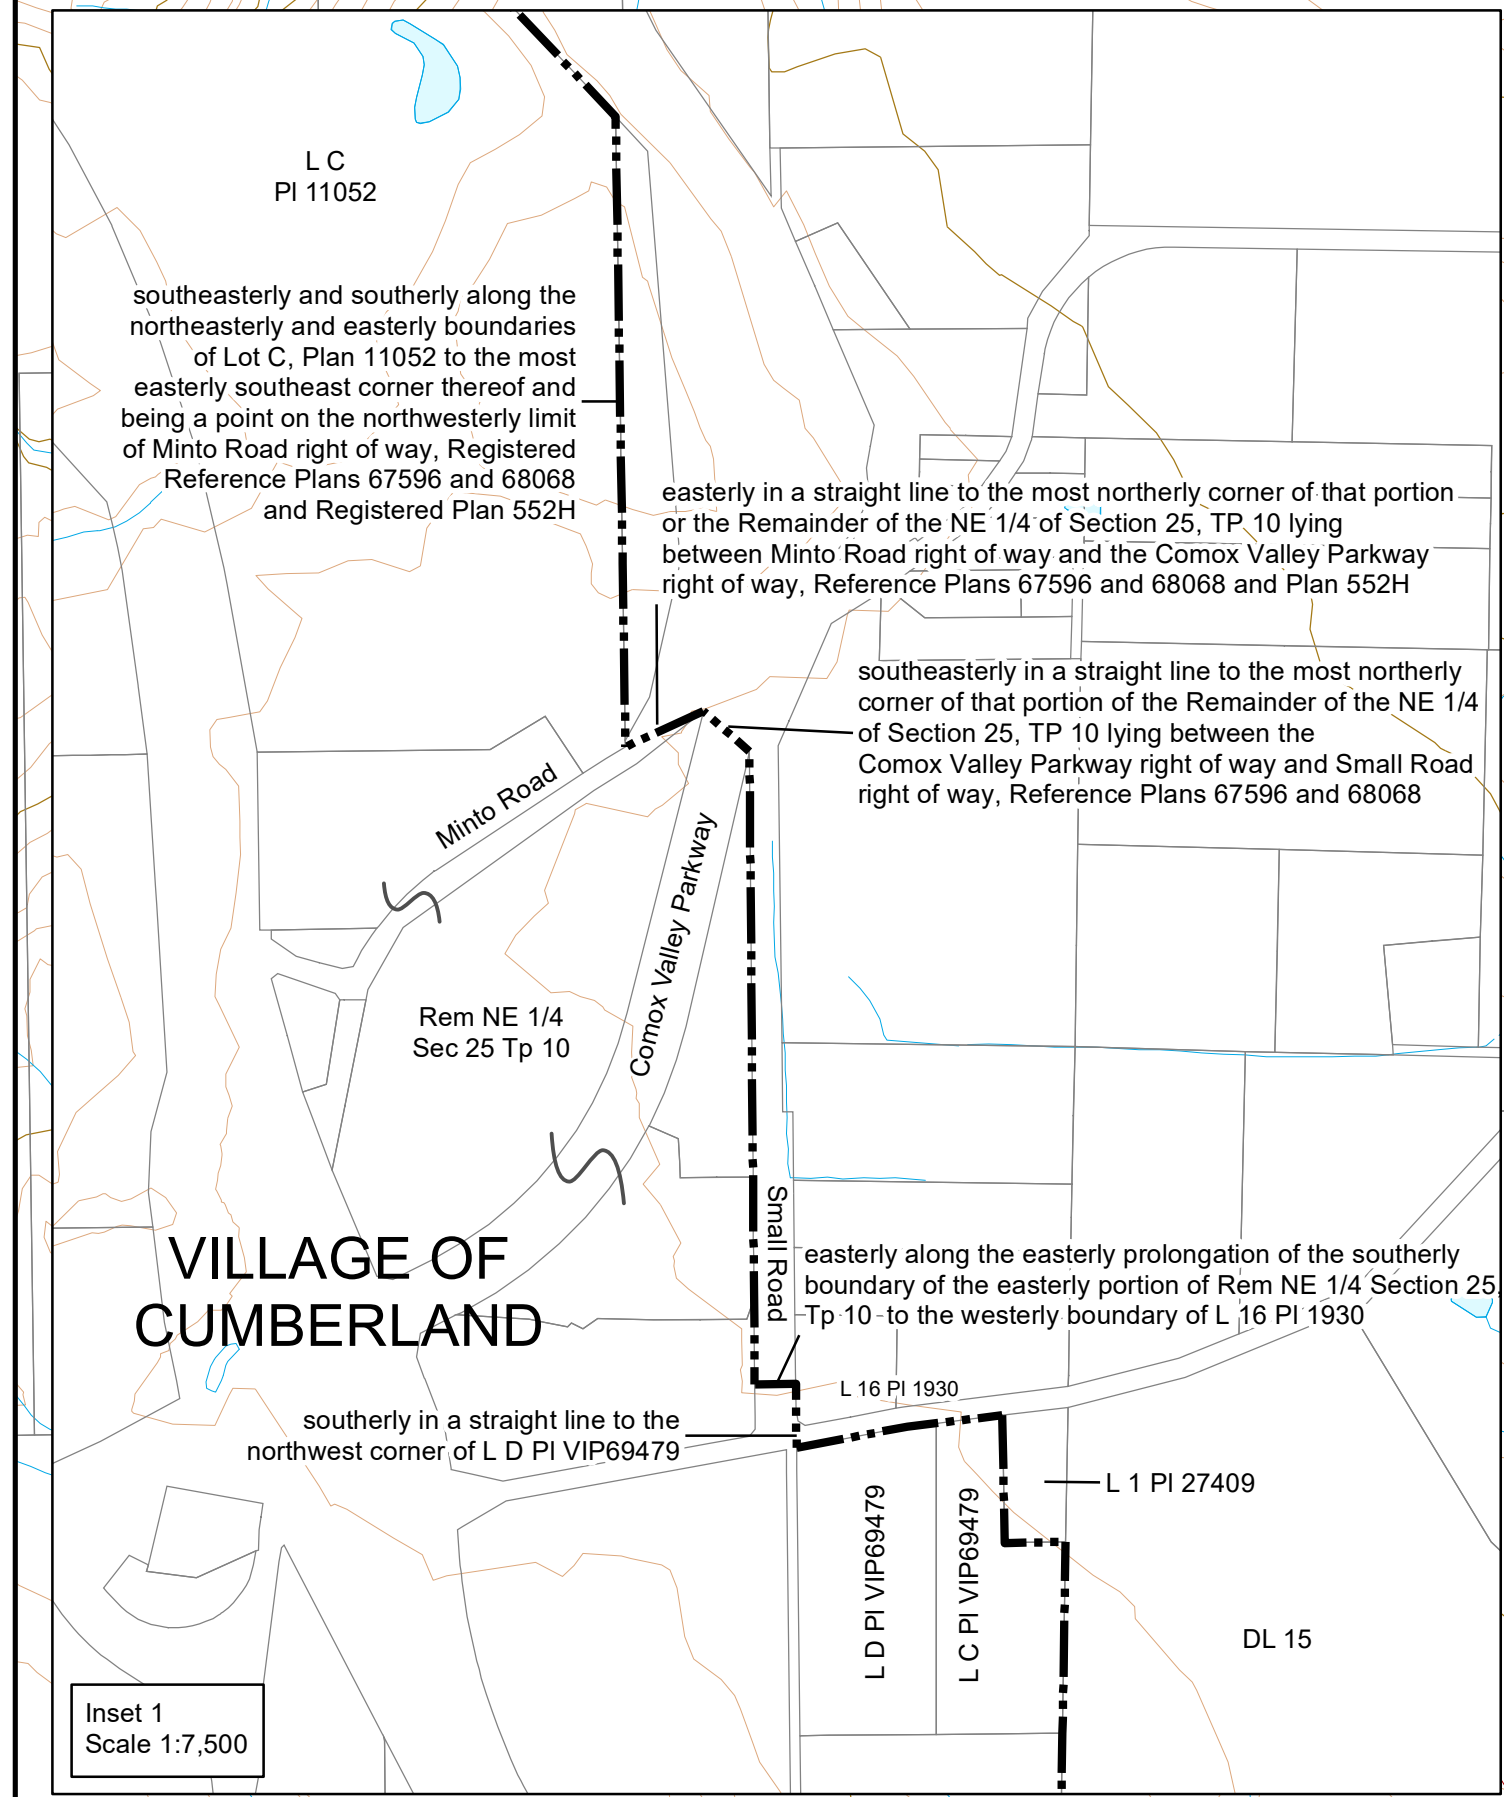 L C
Pl 11052
southeasterly and southerly along the
northeasterly and easterly boundaries
of Lot C, Plan 11052 to the most
easterly southeast corner thereof and
being a point on the northwesterly limit
of Minto Road right of way, Registered
Reference Plans 67596 and 68068
and Registered Plan 552H
easterly in a straight line to the most northerly corner of that portion
or the Remainder of the NE 1/4 of Section 25, TP 10 lying
between Minto Road right of way and the Comox Valley Parkway
right of way, Reference Plans 67596 and 68068 and Plan 552H
southeasterly in a straight line to the most northerly
corner of that portion of the Remainder of the NE 1/4
of Section 25, TP 10 lying between the
Comox Valley Parkway right of way and Small Road
right of way, Reference Plans 67596 and 68068
Minto Road
Comox Valley Parkway
Rem NE 1/4
Sec 25 Tp 10
Small Road
VILLAGE OF
CUMBERLAND
easterly along the easterly prolongation of the southerly
boundary of the easterly portion of Rem NE 1/4 Section 25,
Tp 10 to the westerly boundary of L 16 Pl 1930
L 16 Pl 1930
southerly in a straight line to the
northwest corner of L D Pl VIP69479
L D Pl VIP69479
L C Pl VIP69479
L 1 Pl 27409
DL 15
Inset 1
Scale 1:7,500